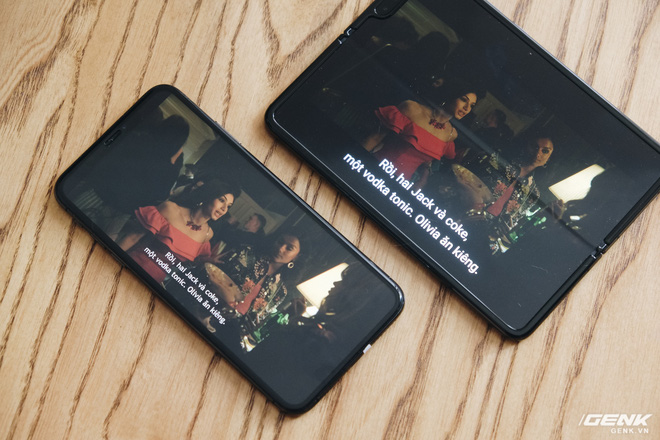 Rồi, hai Jack và coke,
một vodka tonic. Olivia ăn kiêng.
Rồi, hai Jack và coke,
một vodka tonic. Olivia ăn kiêng.
GENK
GENK.VN